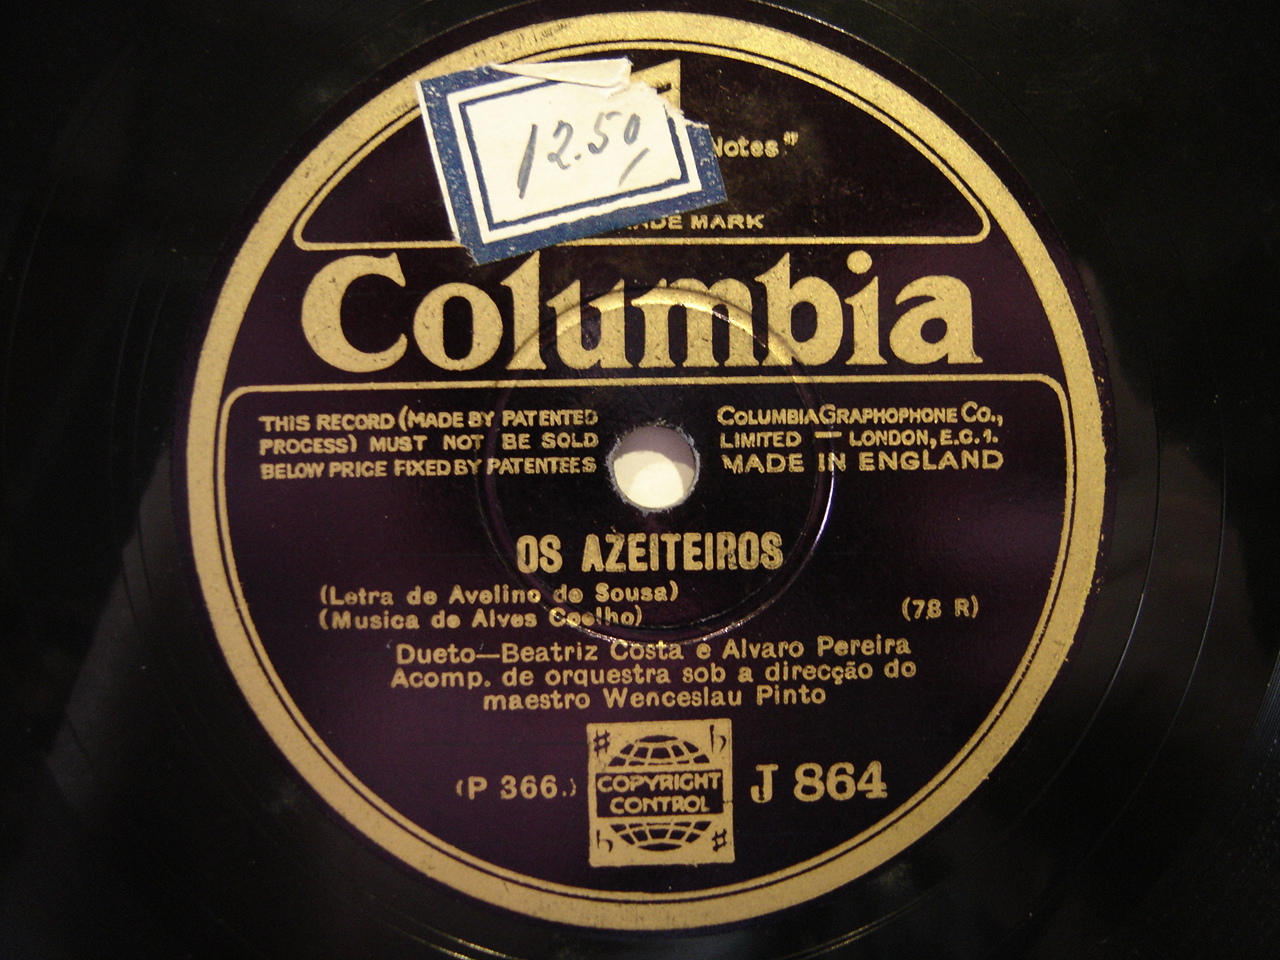 12.50
Notes"
TRADE MARK
Columbia
THIS RECORD (MADE BY PATENTED
PROCESS) MUST NOT BE SOLD
BELOW PRICE FIXED BY PATENTEES
COLUMBIA GRAPHOPHONE CO.,
LIMITED — LONDON, E.C.1.
MADE IN ENGLAND
OS AZEITEIROS
(Letra de Avelino de Sousa)
(Musica de Alves Coelho)
(78 R)
Dueto—Beatriz Costa e Alvaro Pereira
Acomp. de orquestra sob a direcção do
maestro Wenceslau Pinto
(P 366.)
COPYRIGHT
CONTROL
J 864